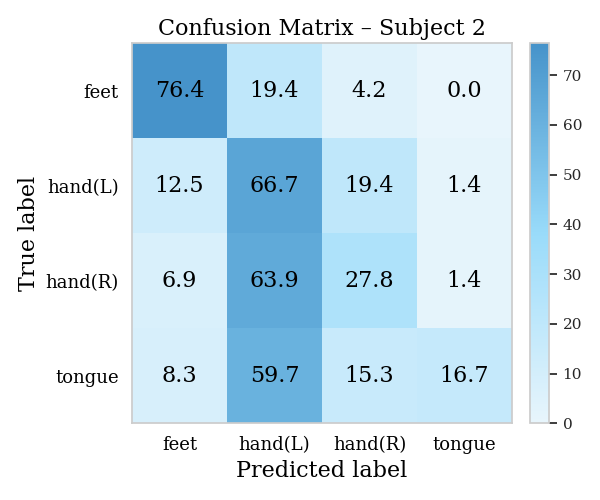 Confusion Matrix – Subject 2
True label
feet 76.4 19.4 4.2 0.0
hand(L) 12.5 66.7 19.4 1.4
hand(R) 6.9 63.9 27.8 1.4
tongue 8.3 59.7 15.3 16.7
feet hand(L) hand(R) tongue
Predicted label
70
60
50
40
30
20
10
0